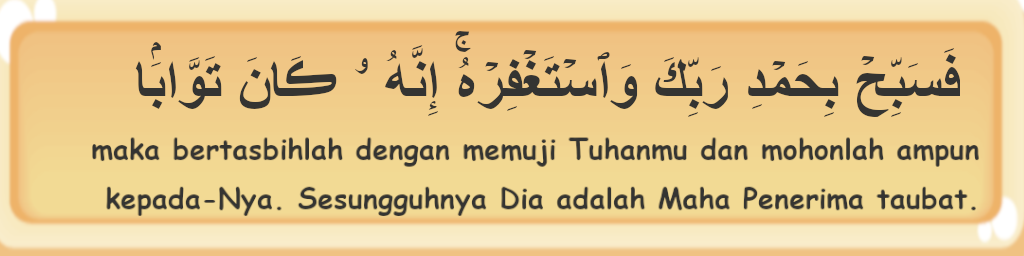 فَسَبِّحۡ بِحَمۡدِ رَبِّكَ وَٱسۡتَغۡفِرۡهُۚ إِنَّهُ ۥ كَانَ تَوَّابَۢا
maka bertasbihlah dengan memuji Tuhanmu dan mohonlah ampun
kepada-Nya. Sesungguhnya Dia adalah Maha Penerima taubat.